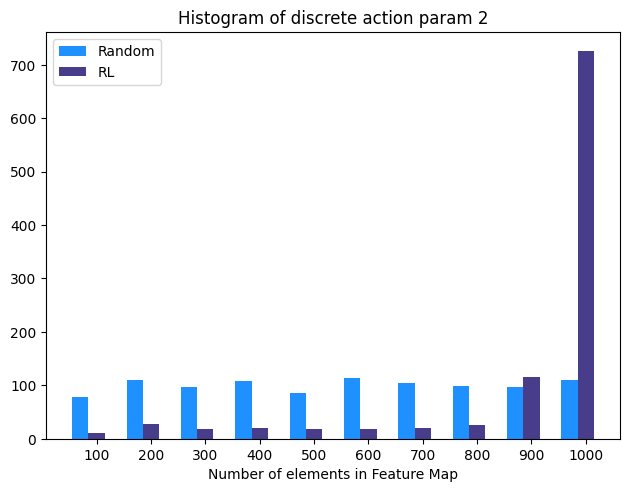 Histogram of discrete action param 2
Random
RL
700
600
500
400
300
200
100
0
100 200 300 400 500 600 700 800 900 1000
Number of elements in Feature Map